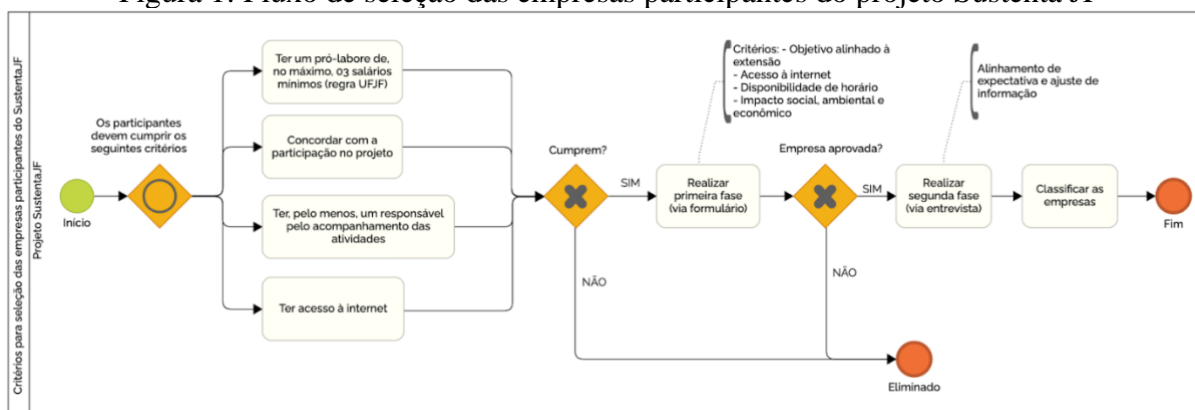 Figura 1: Fluxo de seleção das empresas participantes do projeto SustentaJF
Critérios para seleção das empresas participantes do SustentaJF
Projeto SustentaJF
Início
Os participantes
devem cumprir os
seguintes critérios
Ter um pró-labore de,
no máximo, 03 salários
mínimos (regra UFJF)
Concordar com a
participação no projeto
Ter, pelo menos, um responsável
pelo acompanhamento das
atividades
Ter acesso à internet
Cumprem?
SIM
NÃO
Critérios: - Objetivo alinhado à
extensão
- Acesso à internet
- Disponibilidade de horário
- Impacto social, ambiental e
econômico
Realizar
primeira fase
(via formulário)
Empresa aprovada?
SIM
NÃO
Alinhamento de
expectativa e ajuste de
informação
Realizar
segunda fase
(via entrevista)
Classificar as
empresas
Fim
Eliminado